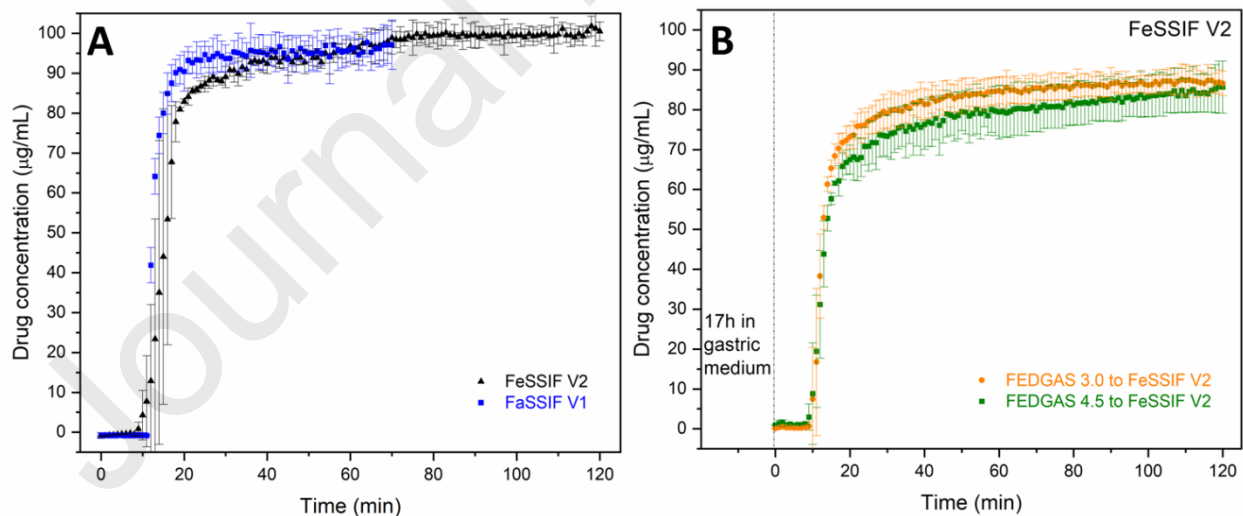 A
Drug concentration (µg/mL)
100
90
80
70
60
50
40
30
20
10
0
0 20 40 60 80 100 120
Time (min)
FeSSIF V2
FaSSIF V1
B
FeSSIF V2
Drug concentration (µg/mL)
100
90
80
70
60
50
40
30
20
10
0
17h in
gastric
medium
0 20 40 60 80 100 120
Time (min)
FEDGAS 3.0 to FeSSIF V2
FEDGAS 4.5 to FeSSIF V2
Journal